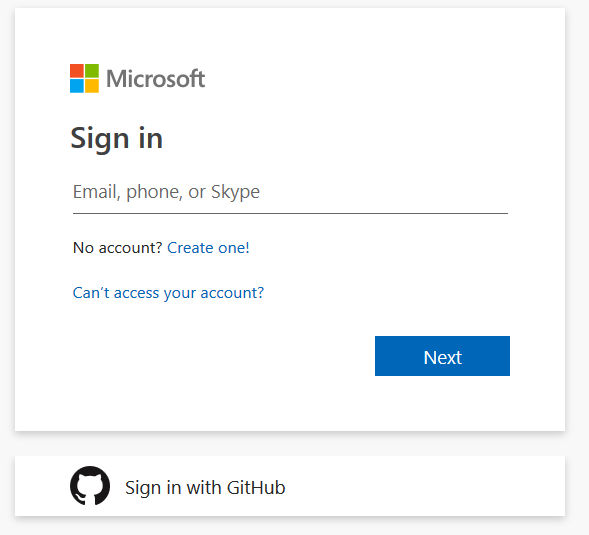 Microsoft
Sign in
Email, phone, or Skype
No account? Create one!
Can't access your account?
Next
Sign in with GitHub